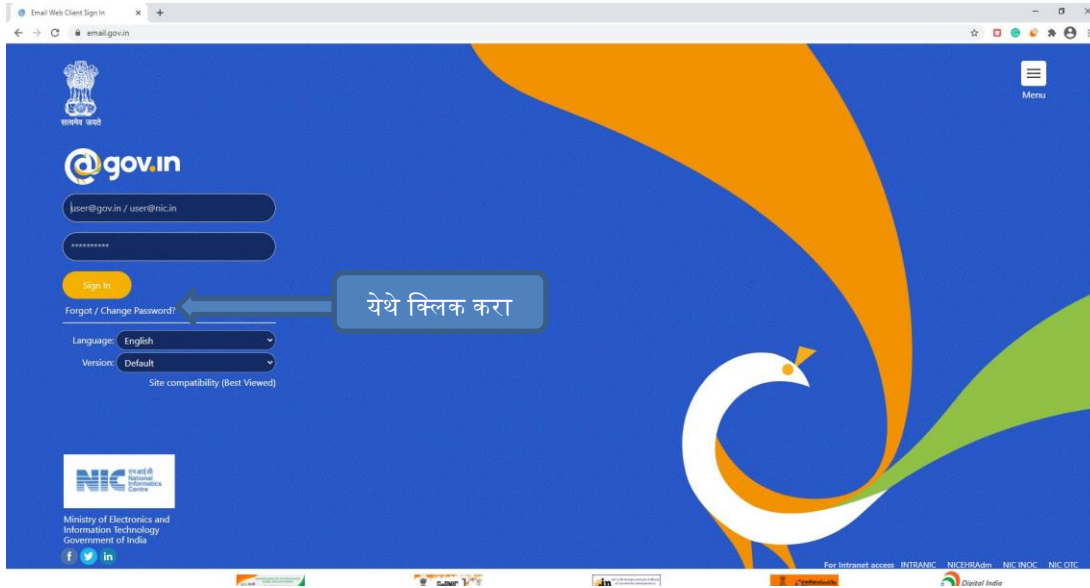 Email Web Client Sign In
email.gov.in
सत्यमेव जयते
Menu
@gov.in
user@gov.in / user@nic.in
**********
Sign In
Forgot / Change Password?
येथे क्लिक करा
Language: English
Version: Default
Site compatibility (Best Viewed)
NIC एन आई सी
National
Informatics
Centre
Ministry of Electronics and
Information Technology
Government of India
For Intranet access INTRANIC NICEHRAdm NIC INOC NIC OTC
Digital India